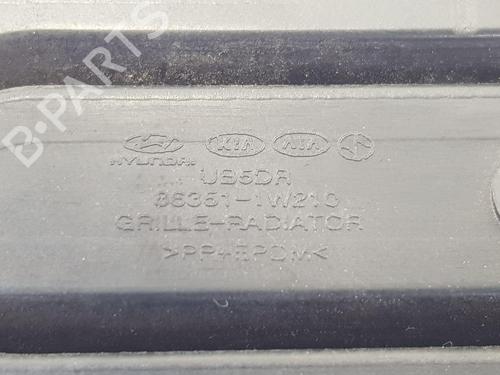 HYUNDAI KIA KIA
UB5DR
86351-1W210
GRILLE-RADIATOR
>PP+EPDM<
B-Parts